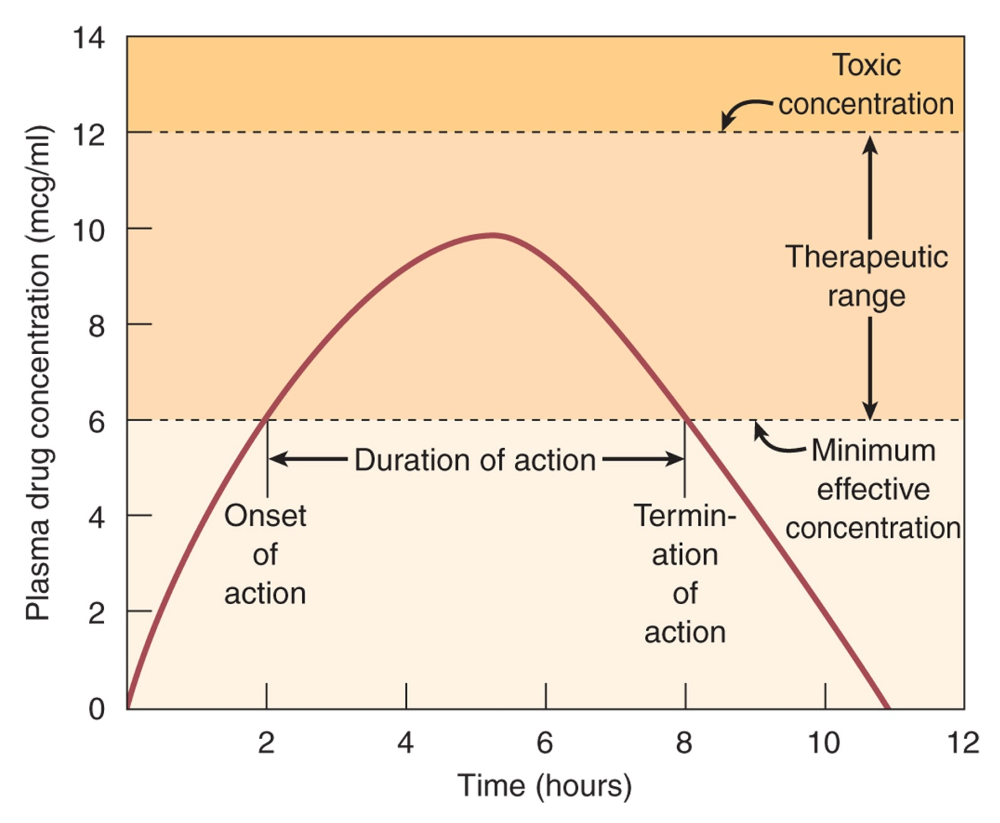 14
Toxic
concentration
12
10
Therapeutic
range
8
6
Duration of action
Minimum
effective
concentration
Onset
of
action
Termin-
ation
of
action
4
2
0
2 4 6 8 10 12
Time (hours)
Plasma drug concentration (mcg/ml)